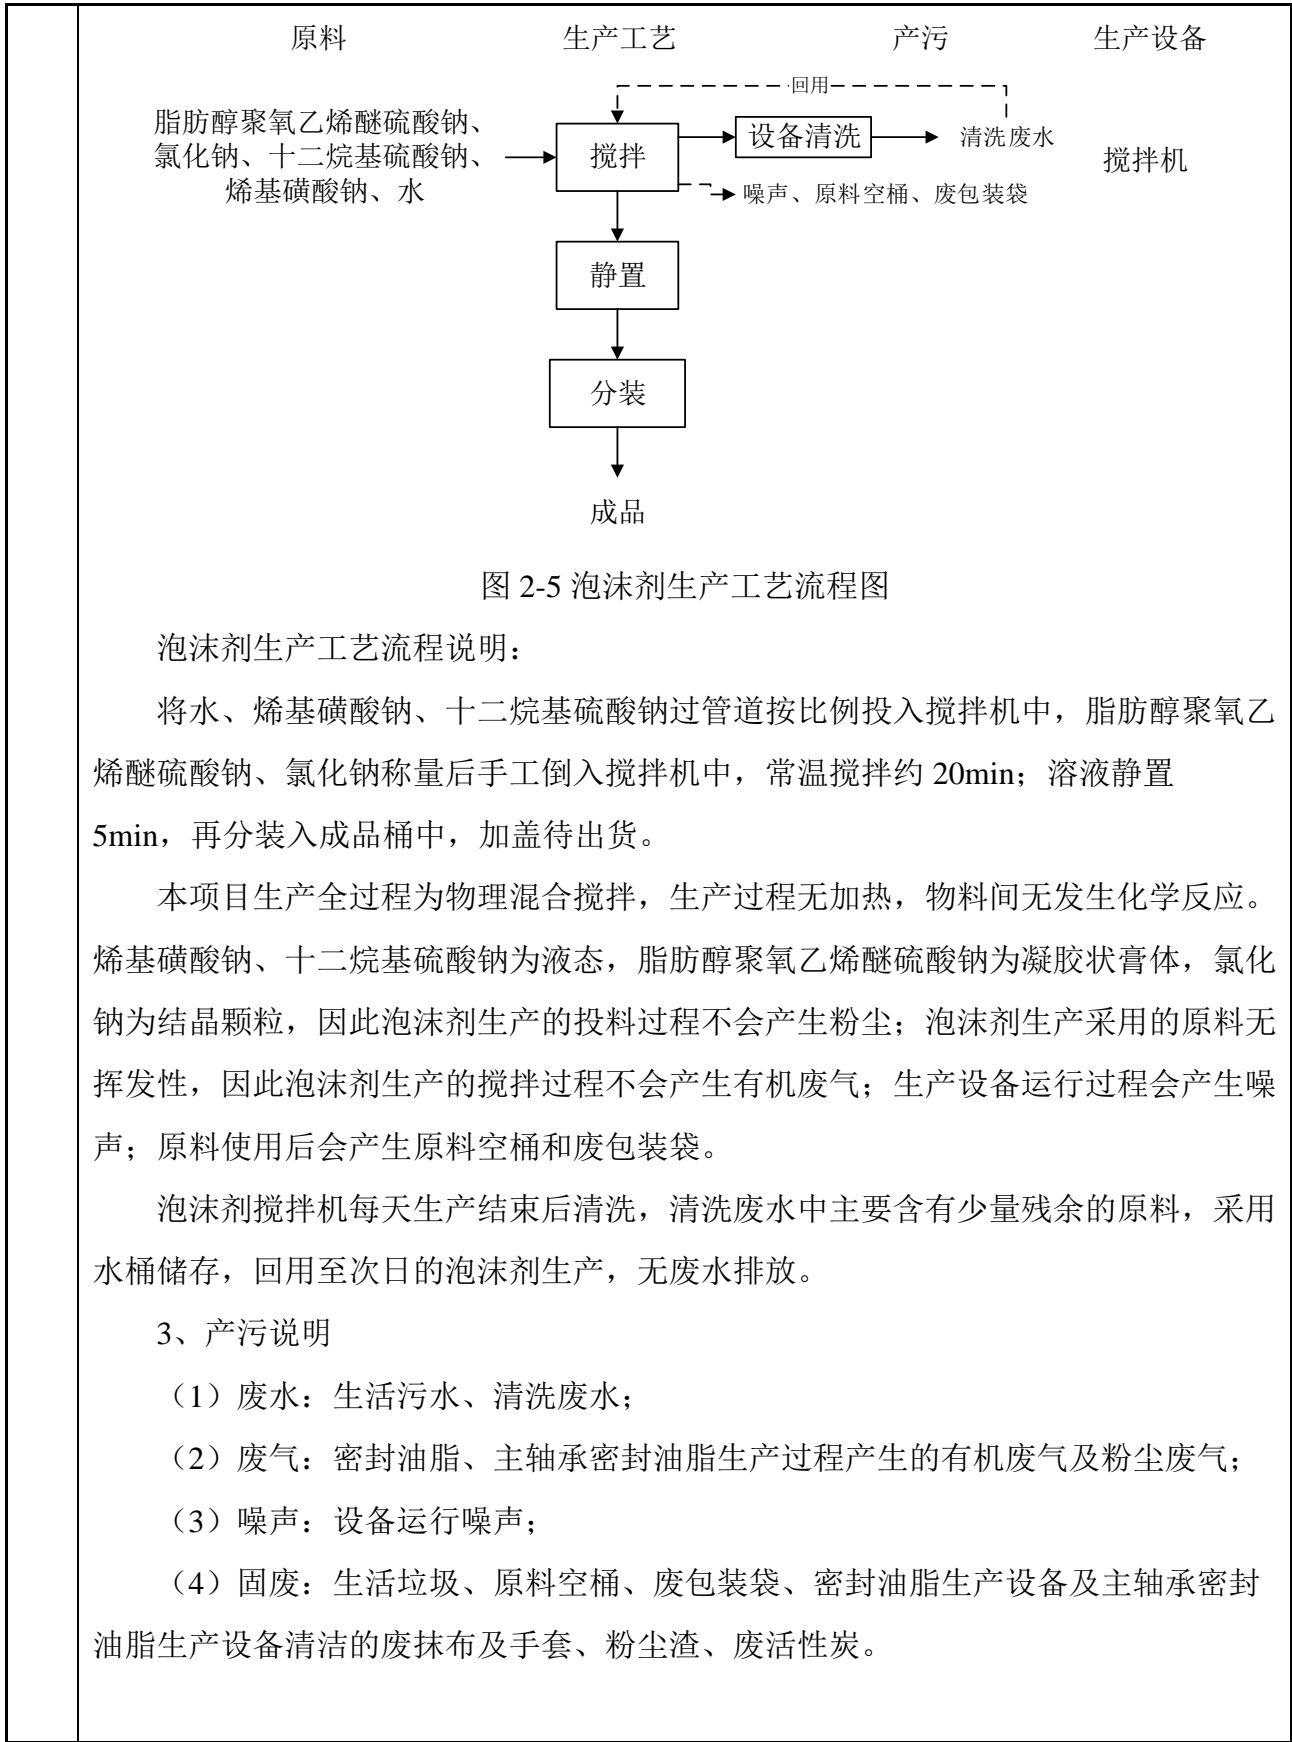 原料 生产工艺 产污 生产设备
回用
脂肪醇聚氧乙烯醚硫酸钠、
氯化钠、十二烷基硫酸钠、
烯基磺酸钠、水
搅拌
设备清洗
清洗废水
搅拌机
噪声、原料空桶、废包装袋
静置
分装
成品
图 2-5 泡沫剂生产工艺流程图
泡沫剂生产工艺流程说明：
将水、烯基磺酸钠、十二烷基硫酸钠过管道按比例投入搅拌机中，脂肪醇聚氧乙
烯醚硫酸钠、氯化钠称量后手工倒入搅拌机中，常温搅拌约 20min；溶液静置
5min，再分装入成品桶中，加盖待出货。
本项目生产全过程为物理混合搅拌，生产过程无加热，物料间无发生化学反应。
烯基磺酸钠、十二烷基硫酸钠为液态，脂肪醇聚氧乙烯醚硫酸钠为凝胶状膏体，氯化
钠为结晶颗粒，因此泡沫剂生产的投料过程不会产生粉尘；泡沫剂生产采用的原料无
挥发性，因此泡沫剂生产的搅拌过程不会产生有机废气；生产设备运行过程会产生噪
声；原料使用后会产生原料空桶和废包装袋。
泡沫剂搅拌机每天生产结束后清洗，清洗废水中主要含有少量残余的原料，采用
水桶储存，回用至次日的泡沫剂生产，无废水排放。
3、产污说明
（1）废水：生活污水、清洗废水；
（2）废气：密封油脂、主轴承密封油脂生产过程产生的有机废气及粉尘废气；
（3）噪声：设备运行噪声；
（4）固废：生活垃圾、原料空桶、废包装袋、密封油脂生产设备及主轴承密封
油脂生产设备清洁的废抹布及手套、粉尘渣、废活性炭。